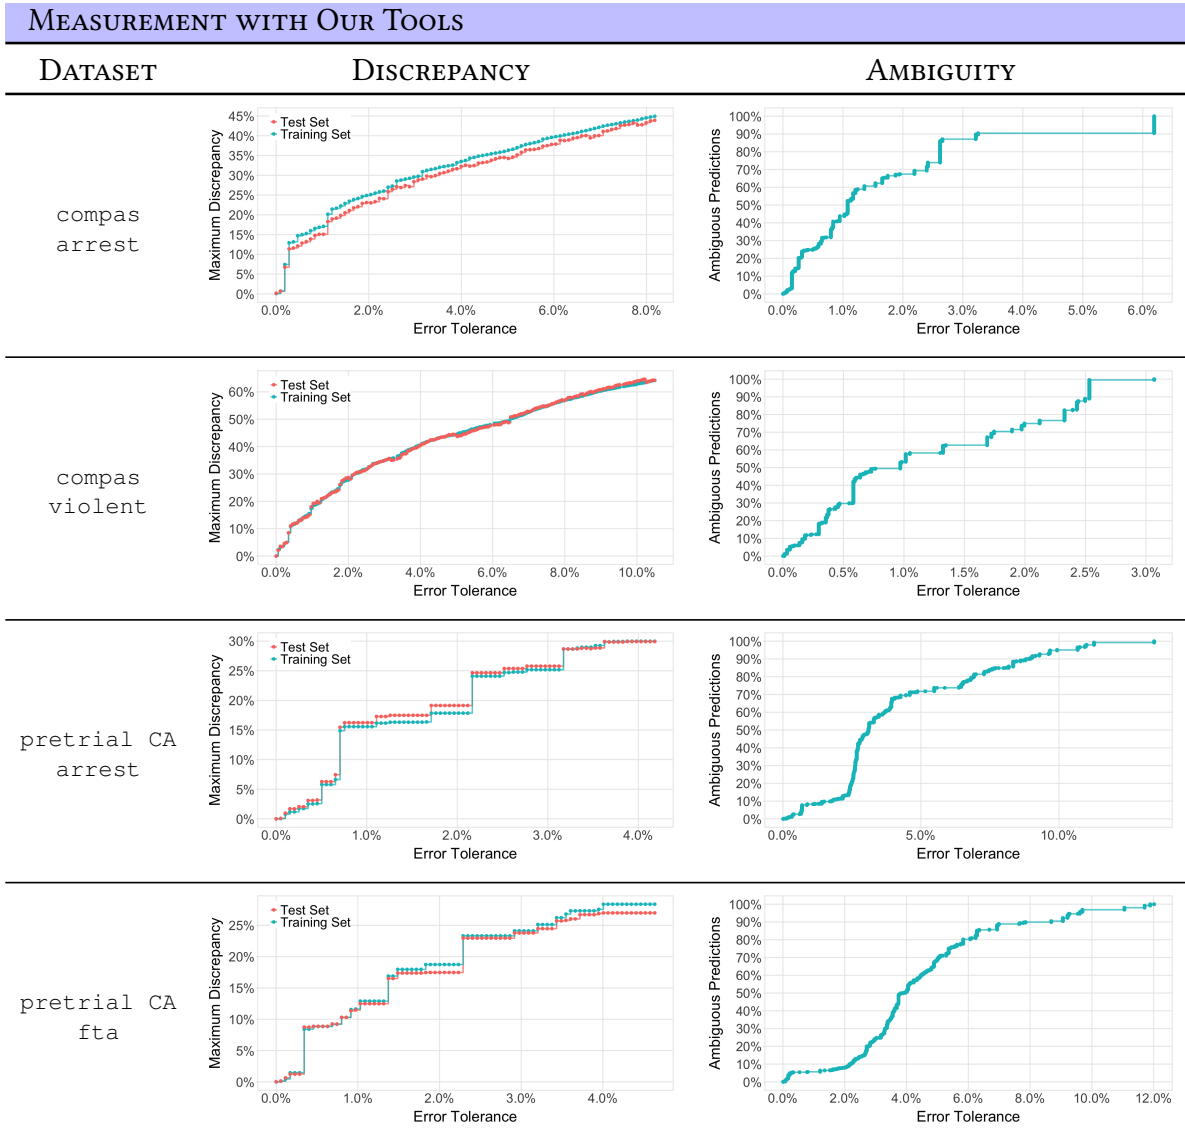 MEASUREMENT WITH OUR TOOLS
DATASET DISCREPANCY AMBIGUITY
compas
arrest
Maximum Discrepancy
45%
40%
35%
30%
25%
20%
15%
10%
5%
0%
Test Set
Training Set
0.0% 2.0% 4.0% 6.0% 8.0%
Error Tolerance
Ambiguous Predictions
100%
90%
80%
70%
60%
50%
40%
30%
20%
10%
0%
0.0% 1.0% 2.0% 3.0% 4.0% 5.0% 6.0%
Error Tolerance
compas
violent
Maximum Discrepancy
60%
50%
40%
30%
20%
10%
0%
Test Set
Training Set
0.0% 2.0% 4.0% 6.0% 8.0% 10.0%
Error Tolerance
Ambiguous Predictions
100%
90%
80%
70%
60%
50%
40%
30%
20%
10%
0%
0.0% 0.5% 1.0% 1.5% 2.0% 2.5% 3.0%
Error Tolerance
pretrial CA
arrest
Maximum Discrepancy
30%
25%
20%
15%
10%
5%
0%
Test Set
Training Set
0.0% 1.0% 2.0% 3.0% 4.0%
Error Tolerance
Ambiguous Predictions
100%
90%
80%
70%
60%
50%
40%
30%
20%
10%
0%
0.0% 5.0% 10.0%
Error Tolerance
pretrial CA
fta
Maximum Discrepancy
25%
20%
15%
10%
5%
0%
Test Set
Training Set
0.0% 1.0% 2.0% 3.0% 4.0%
Error Tolerance
Ambiguous Predictions
100%
90%
80%
70%
60%
50%
40%
30%
20%
10%
0%
0.0% 2.0% 4.0% 6.0% 8.0% 10.0% 12.0%
Error Tolerance